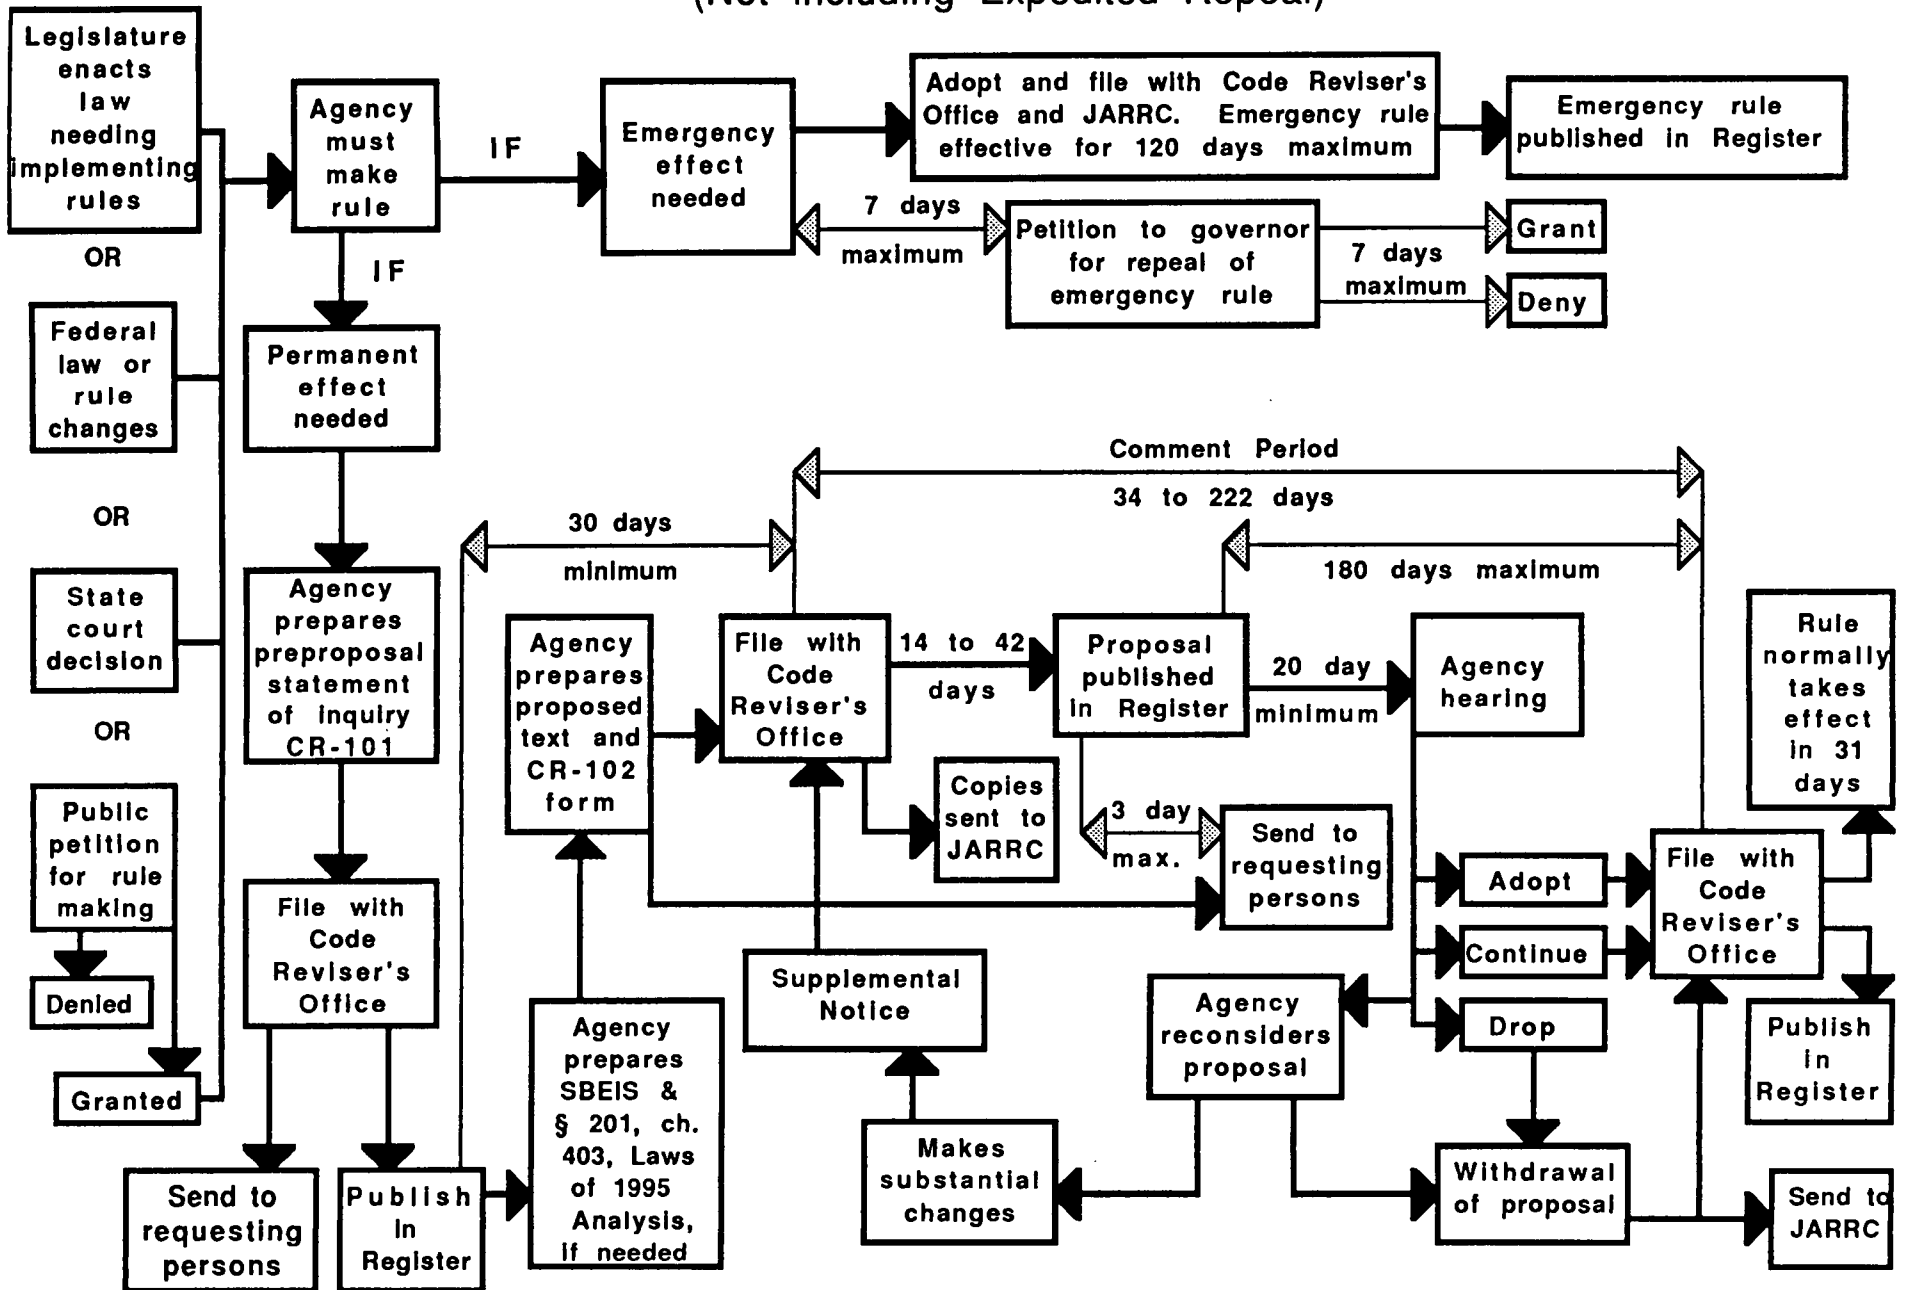 (Not Including Expedited Repeal)
Legislature
enacts
law
needing
implementing
rules
OR
Federal
law or
rule
changes
OR
State
court
decision
OR
Public
petition
for rule
making
Denied
Granted
Agency
must
make
rule
IF
IF
Permanent
effect
needed
Agency
prepares
preproposal
statement
of inquiry
CR-101
File with
Code
Reviser's
Office
Send to
requesting
persons
Publish
In
Register
Emergency
effect
needed
Adopt and file with Code Reviser's
Office and JARRC. Emergency rule
effective for 120 days maximum
Emergency rule
published in Register
7 days
maximum
Petition to governor
for repeal of
emergency rule
7 days
maximum
Grant
Deny
Comment Period
34 to 222 days
30 days
minimum
180 days maximum
Agency
prepares
SBEIS &
§ 201, ch.
403, Laws
of 1995
Analysis,
if needed
Agency
prepares
proposed
text and
CR-102
form
File with
Code
Reviser's
Office
14 to 42
days
Copies
sent to
JARRC
Proposal
published
in Register
3 day
max.
Send to
requesting
persons
20 day
minimum
Agency
hearing
Adopt
Continue
Drop
Agency
reconsiders
proposal
Makes
substantial
changes
Supplemental
Notice
Withdrawal
of proposal
File with
Code
Reviser's
Office
Rule
normally
takes
effect
in 31
days
Publish
in
Register
Send to
JARRC